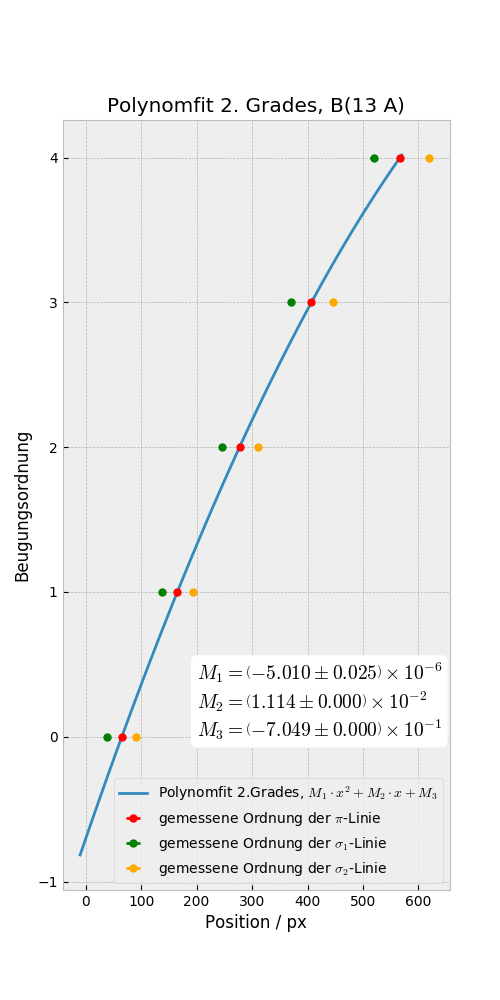 Polynomfit 2. Grades, B(13 A)
4
3
2
1
0
−1
Beugungsordnung
M₁ = (−5.010 ± 0.025) × 10⁻⁶
M₂ = (1.114 ± 0.000) × 10⁻²
M₃ = (−7.049 ± 0.000) × 10⁻¹
Polynomfit 2.Grades, M₁ · x² + M₂ · x + M₃
gemessene Ordnung der π-Linie
gemessene Ordnung der σ₁-Linie
gemessene Ordnung der σ₂-Linie
0 100 200 300 400 500 600
Position / px